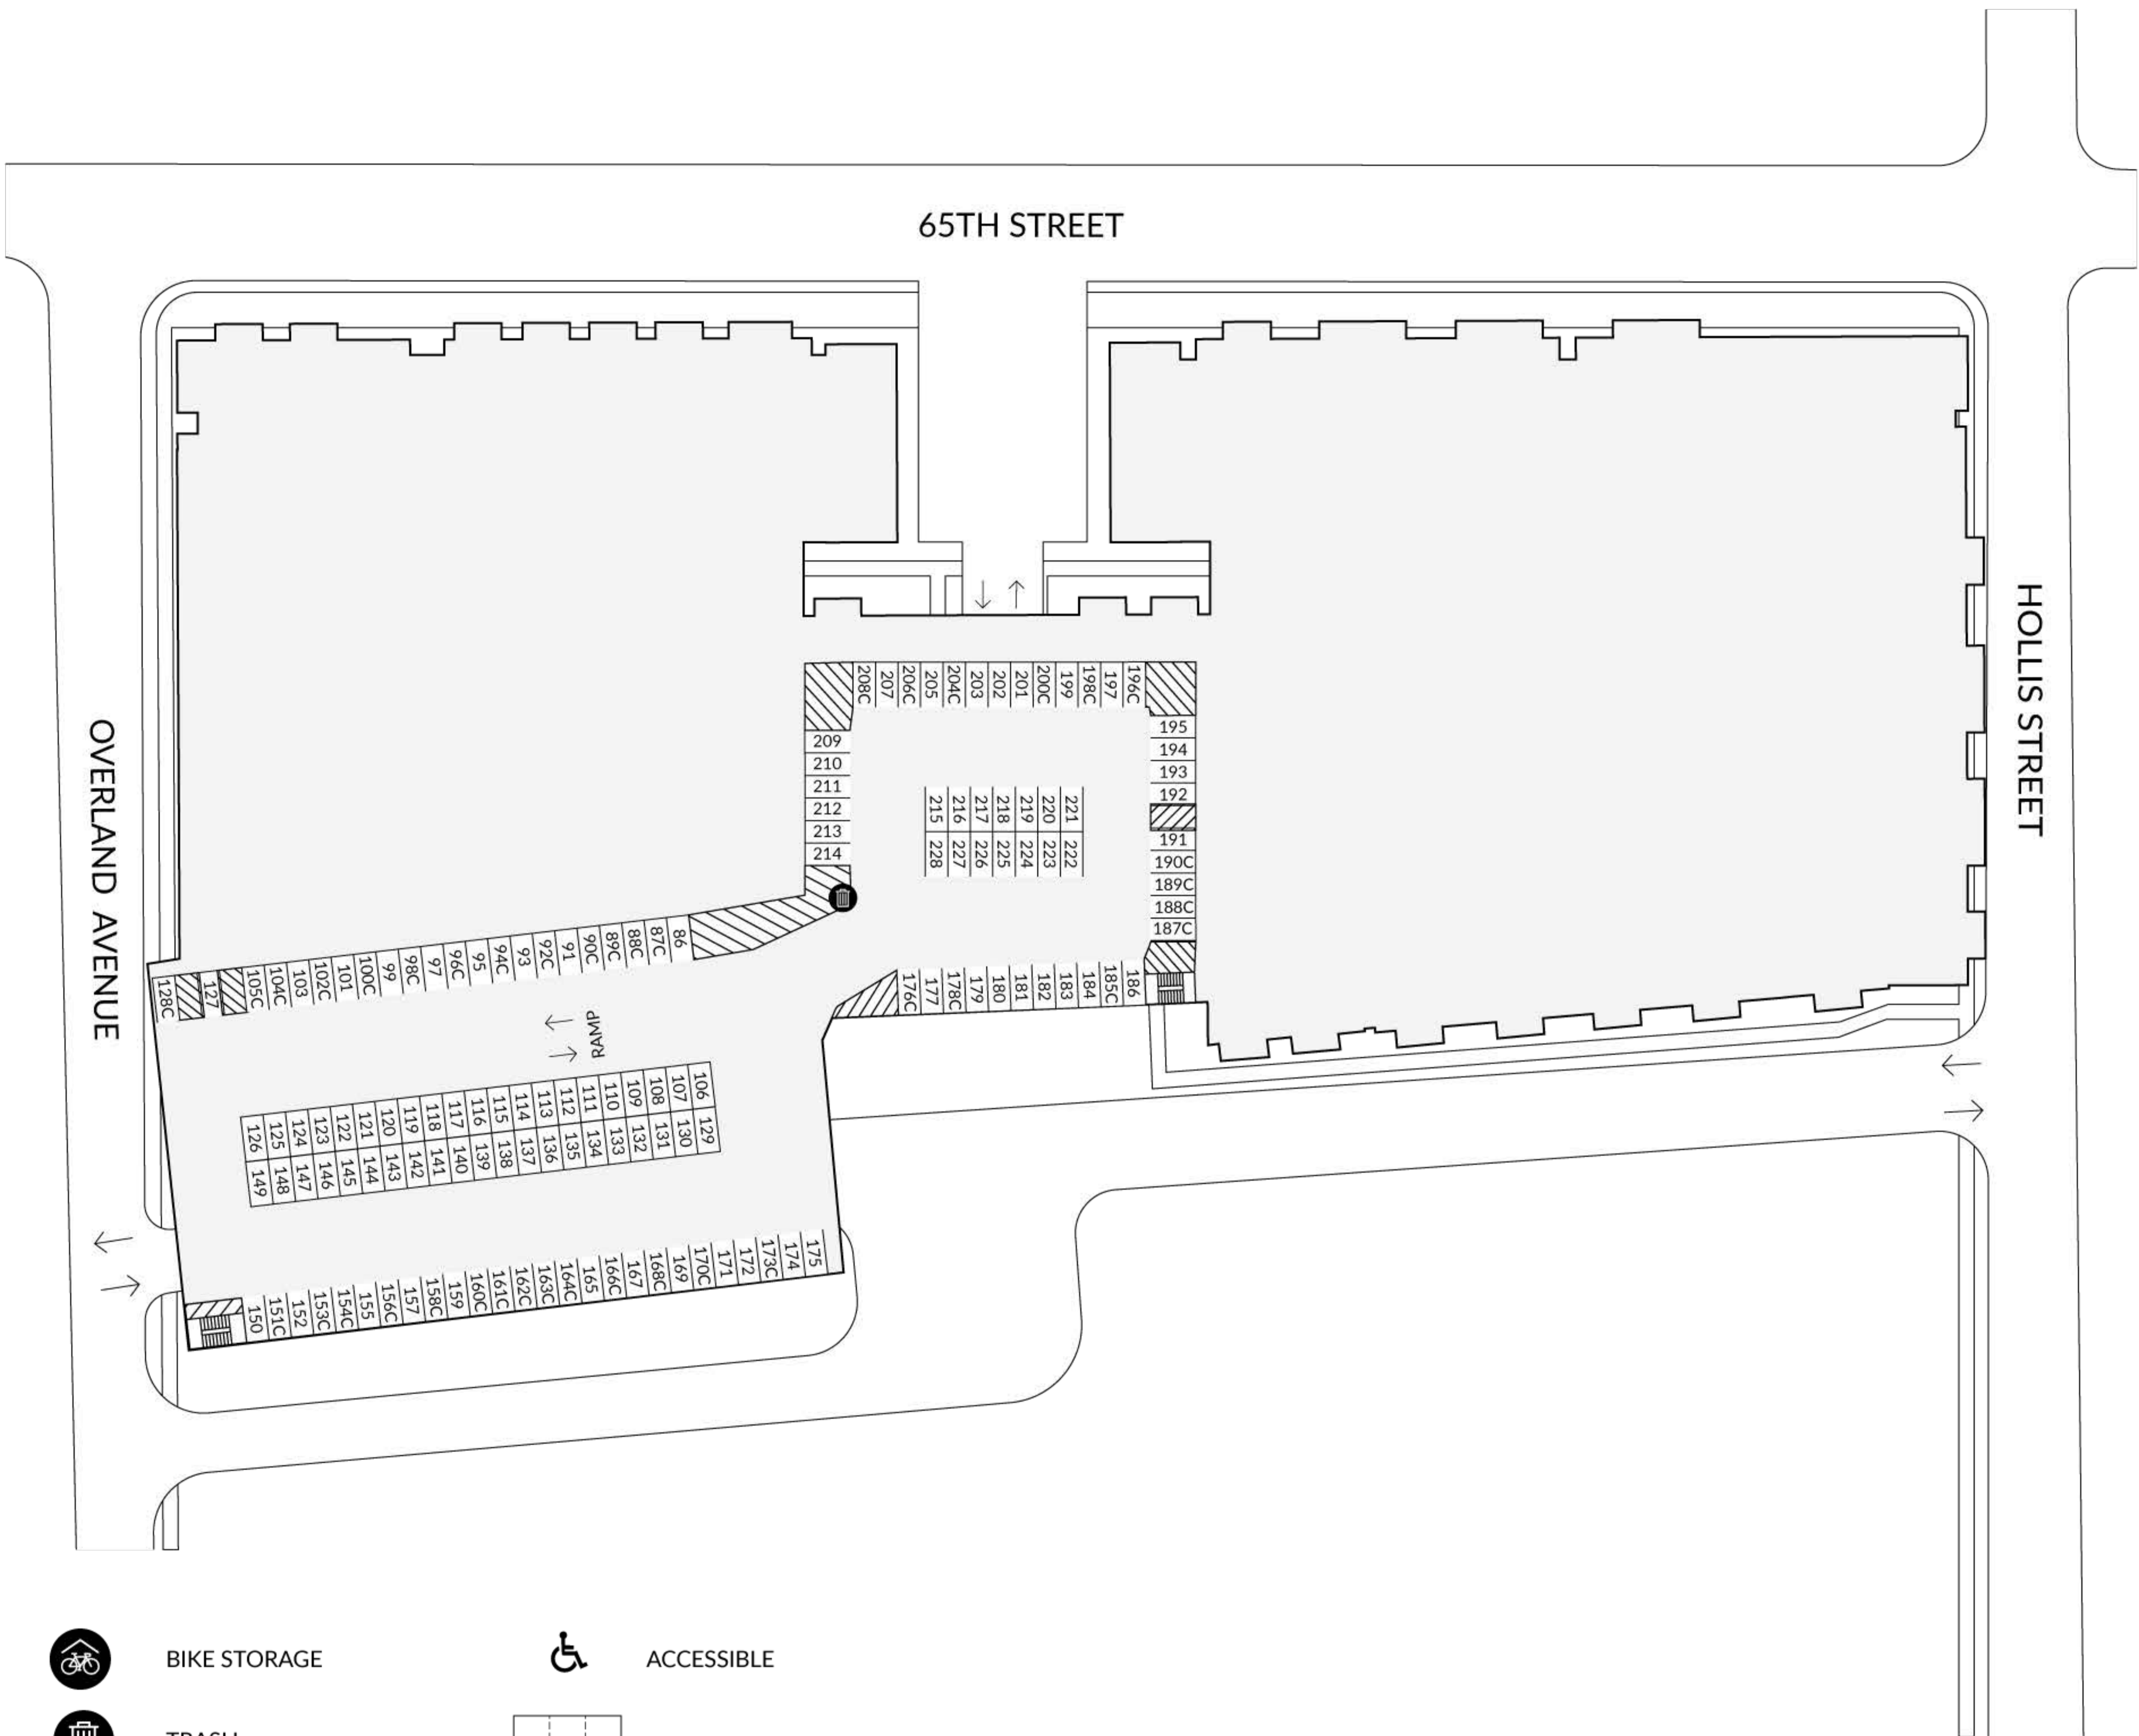 65TH STREET
HOLLIS STREET
OVERLAND AVENUE
208C 207 206C 205 204C 203 202 201 200C 199 198C 197 196C
209
210
211
212
213
214
195
194
193
192
191
190C
189C
188C
187C
215 216 217 218 219 220 221
228 227 226 225 224 223 222
128C 127 105C 104C 103 102C 101 100C 99 98C 97 96C 95 94C 93 92C 91 90C 89C 88C 87C 86
176C 177 178C 179 180 181 182 183 184 185C 186
RAMP
126 125 124 123 122 121 120 119 118 117 116 115 114 113 112 111 110 109 108 107 106
149 148 147 146 145 144 143 142 141 140 139 138 137 136 135 134 133 132 131 130 129
150 151C 152 153C 154C 155 156C 157 158C 159 160C 161C 162C 163C 164C 165 166C 167 168C 169 170C 171 172 173C 174 175
BIKE STORAGE
ACCESSIBLE
TRASH